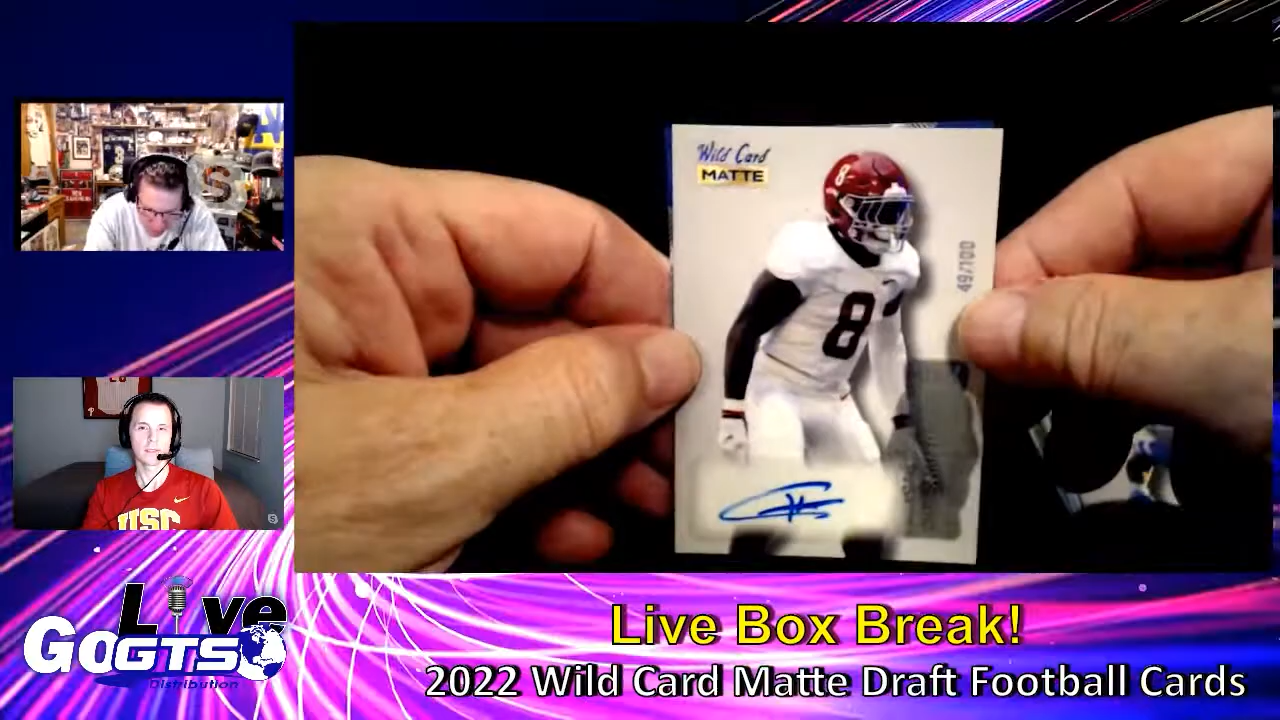 Wild Card
MATTE
8
49/100
8
S
USC
Live
GOGTS
Distribution
Live Box Break!
2022 Wild Card Matte Draft Football Cards